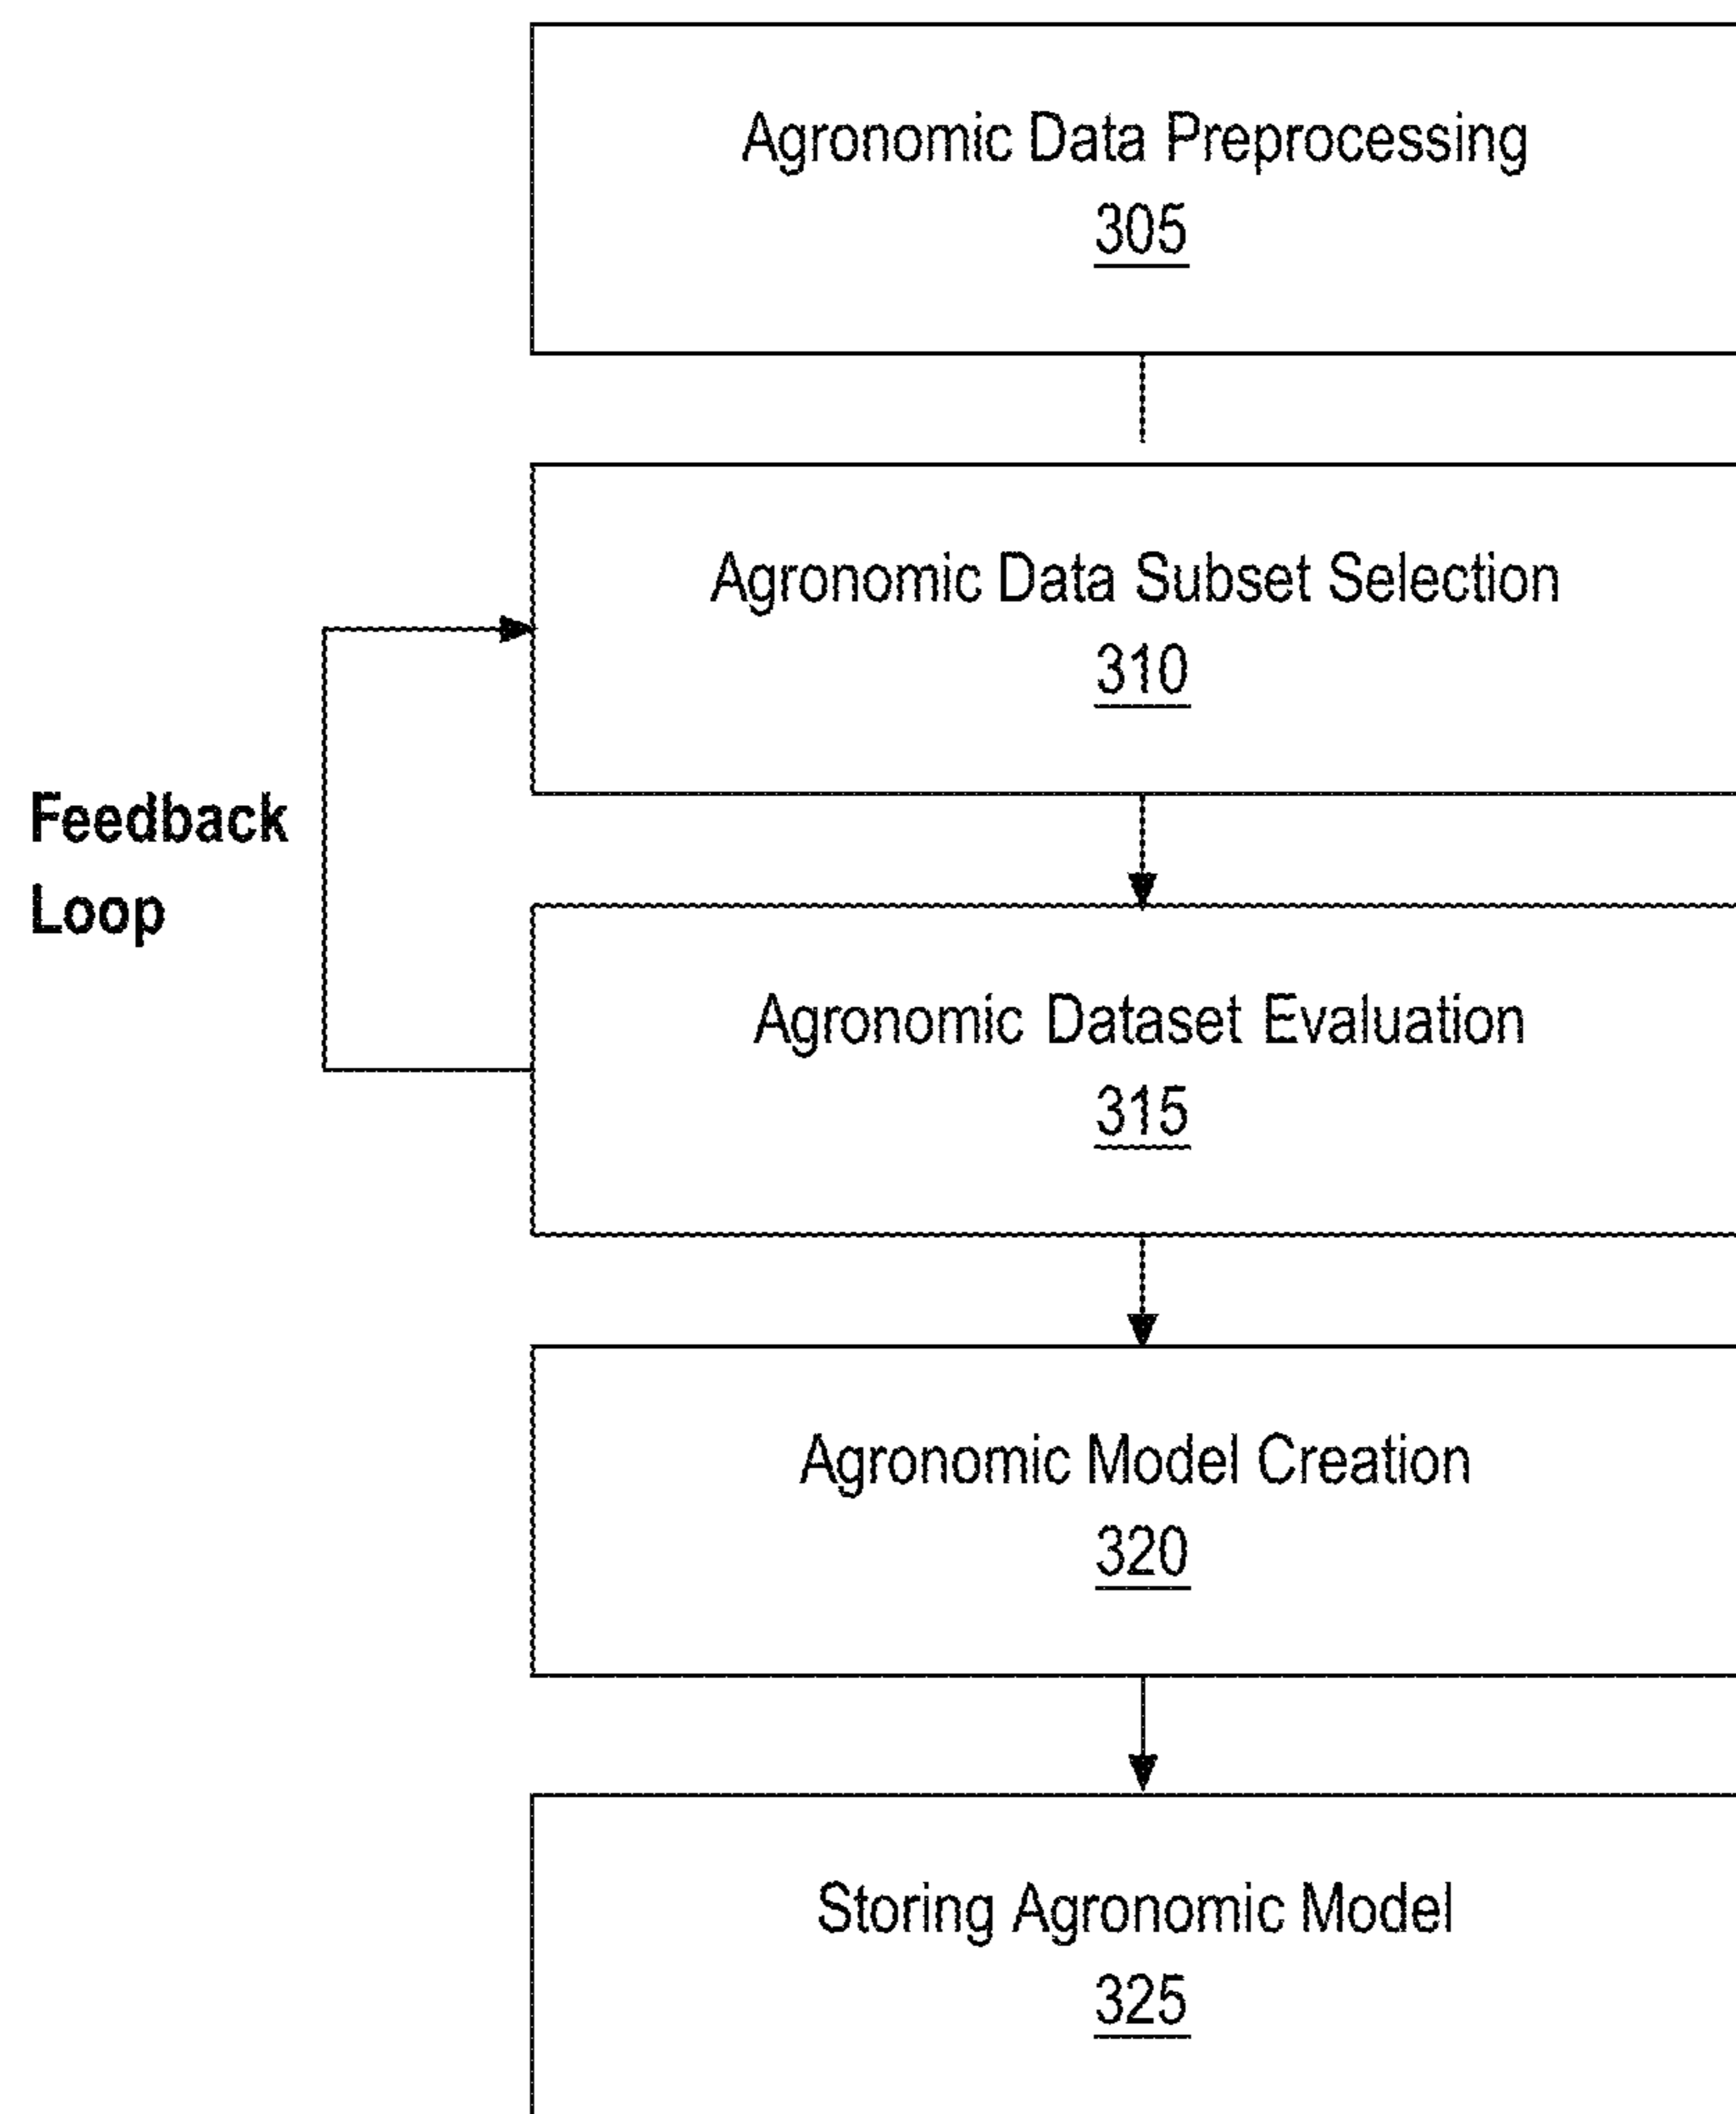 Agronomic Data Preprocessing
305
Agronomic Data Subset Selection
310
Feedback
Loop
Agronomic Dataset Evaluation
315
Agronomic Model Creation
320
Storing Agronomic Model
325